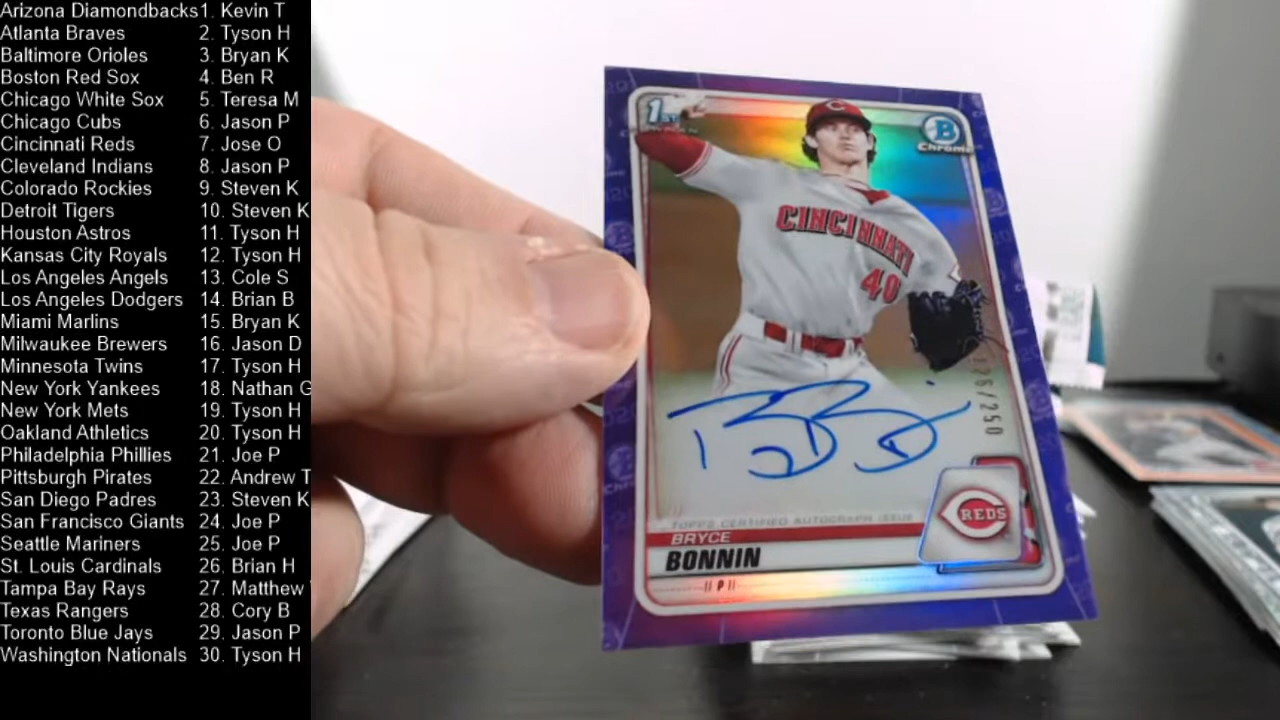 Arizona Diamondbacks 1. Kevin T
Atlanta Braves 2. Tyson H
Baltimore Orioles 3. Bryan K
Boston Red Sox 4. Ben R
Chicago White Sox 5. Teresa M
Chicago Cubs 6. Jason P
Cincinnati Reds 7. Jose O
Cleveland Indians 8. Jason P
Colorado Rockies 9. Steven K
Detroit Tigers 10. Steven K
Houston Astros 11. Tyson H
Kansas City Royals 12. Tyson H
Los Angeles Angels 13. Cole S
Los Angeles Dodgers 14. Brian B
Miami Marlins 15. Bryan K
Milwaukee Brewers 16. Jason D
Minnesota Twins 17. Tyson H
New York Yankees 18. Nathan G
New York Mets 19. Tyson H
Oakland Athletics 20. Tyson H
Philadelphia Phillies 21. Joe P
Pittsburgh Pirates 22. Andrew T
San Diego Padres 23. Steven K
San Francisco Giants 24. Joe P
Seattle Mariners 25. Joe P
St. Louis Cardinals 26. Brian H
Tampa Bay Rays 27. Matthew
Texas Rangers 28. Cory B
Toronto Blue Jays 29. Jason P
Washington Nationals 30. Tyson H
1ST
B
Chrome
CINCINNATI
40
/250
REDS
TOPPS CERTIFIED AUTOGRAPH ISSUE
BRYCE
BONNIN
P